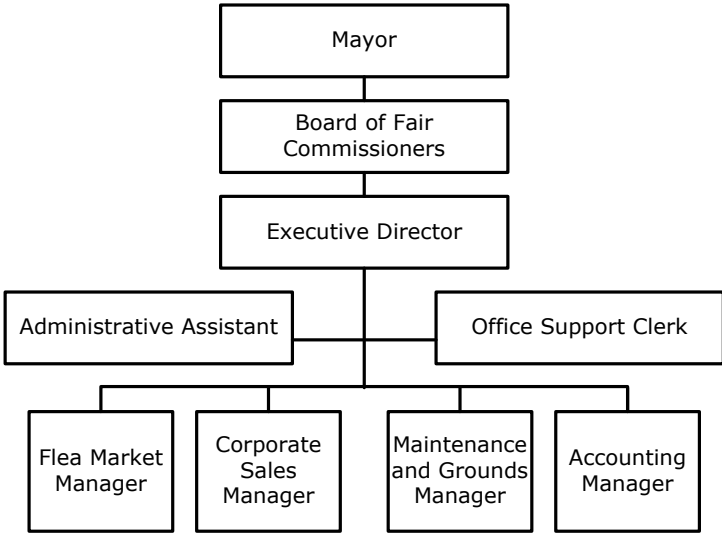 Mayor
Board of Fair
Commissioners
Executive Director
Administrative Assistant
Office Support Clerk
Flea Market
Manager
Corporate
Sales
Manager
Maintenance
and Grounds
Manager
Accounting
Manager